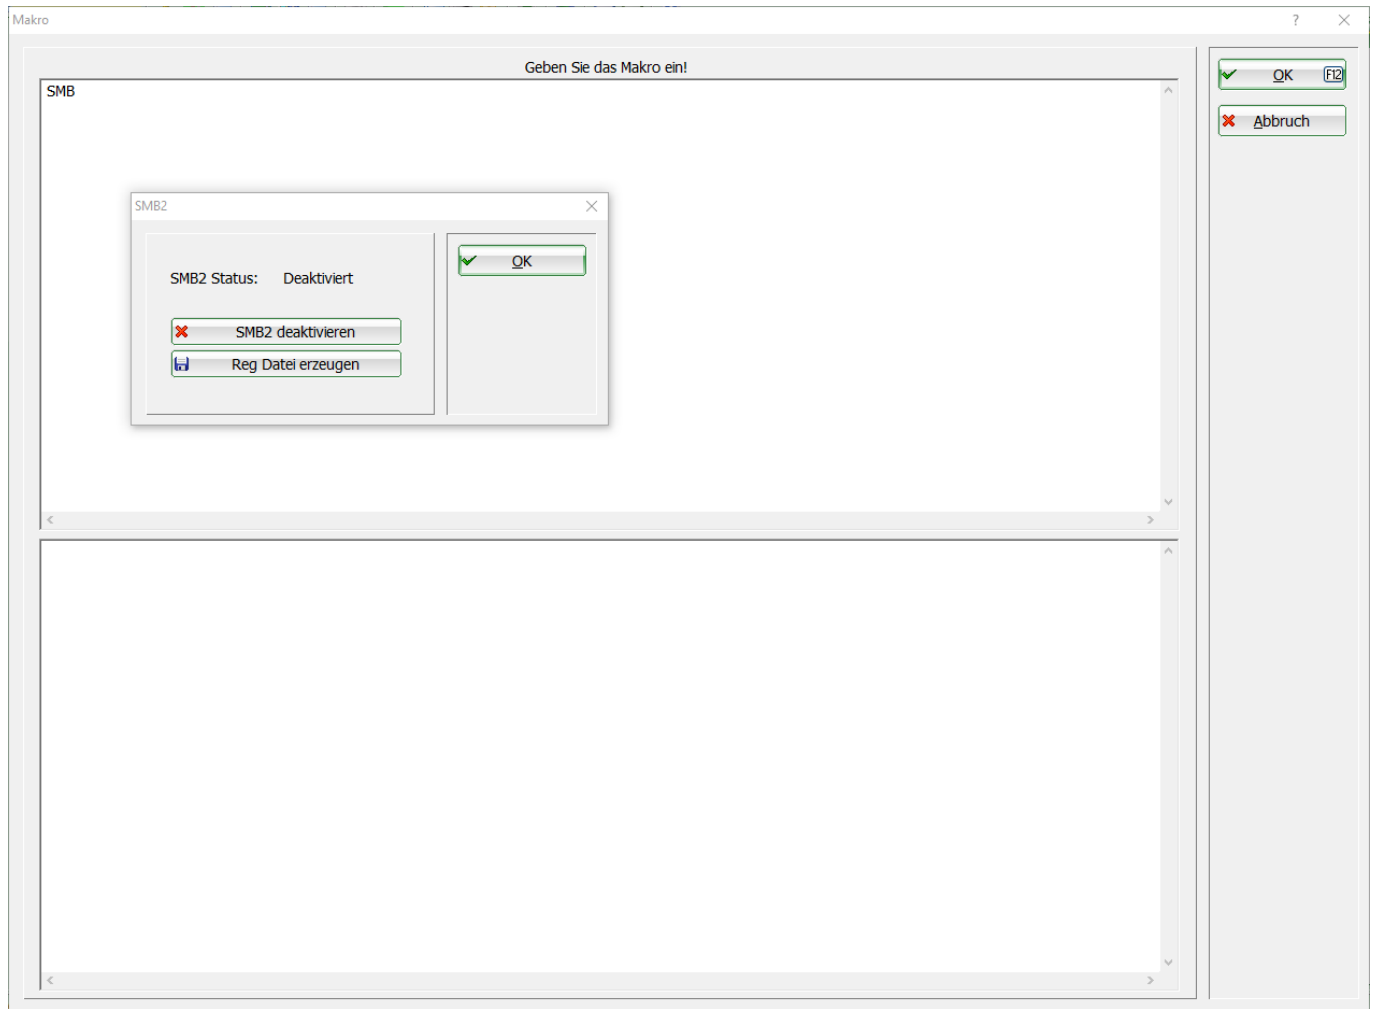 Makro
Geben Sie das Makro ein!
SMB
OK F12
Abbruch
SMB2
SMB2 Status: Deaktiviert
OK
SMB2 deaktivieren
Reg Datei erzeugen